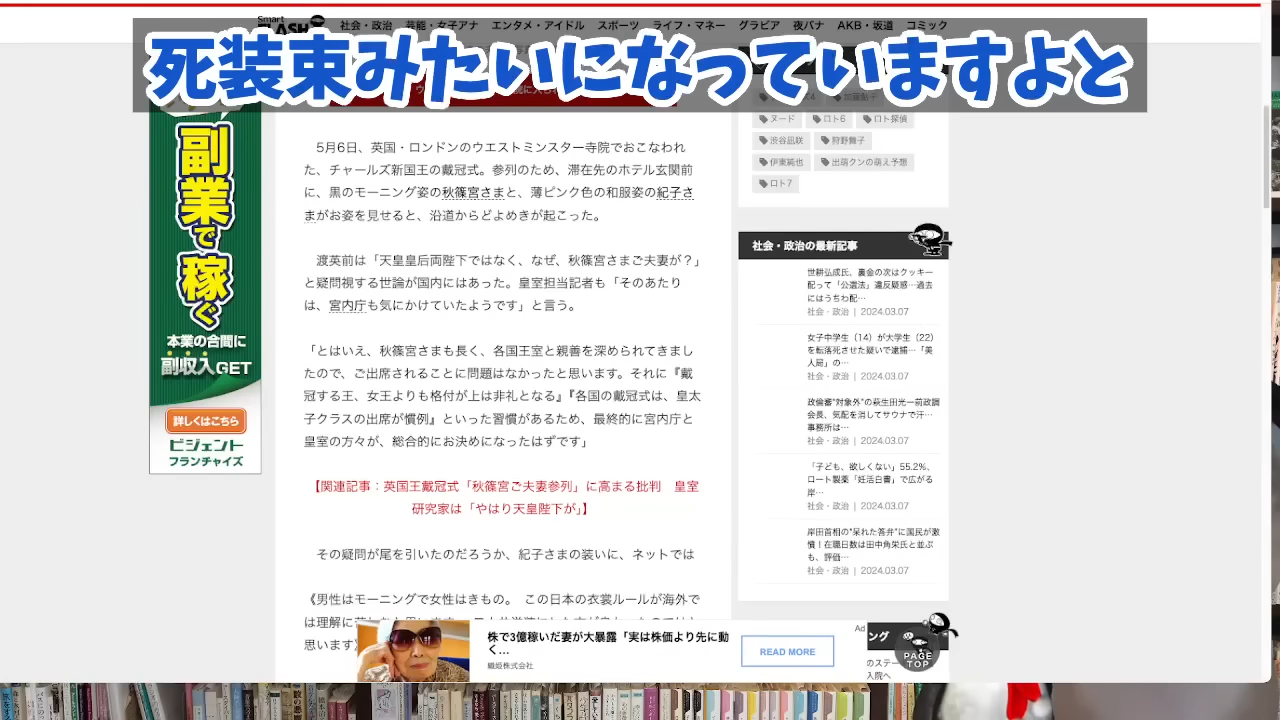 Smart
FLASH
社会・政治 芸能・女子アナ エンタメ・アイドル スポーツ ライフ・マネー グラビア 夜バナ AKB・坂道 コミック
死装束みたいになっていますよと
副業で稼ぐ
本業の合間に
副収入GET
詳しくはこちら
ビジェント
フランチャイズ
5月6日、英国・ロンドンのウエストミンスター寺院でおこなわれ
た、チャールズ新国王の戴冠式。参列のため、滞在先のホテル玄関前
に、黒のモーニング姿の秋篠宮さまと、薄ピンク色の和服姿の紀子さ
まがお姿を見せると、沿道からどよめきが起こった。
渡英前は「天皇皇后両陛下ではなく、なぜ、秋篠宮さまご夫妻が？」
と疑問視する世論が国内にはあった。皇室担当記者も「そのあたり
は、宮内庁も気にかけていたようです」と言う。
「とはいえ、秋篠宮さまも長く、各国王室と親善を深められてきまし
たので、ご出席されることに問題はなかったと思います。それに『戴
冠する王、女王よりも格付が上は非礼となる』『各国の戴冠式は、皇太
子クラスの出席が慣例』といった習慣があるため、最終的に宮内庁と
皇室の方々が、総合的にお決めになったはずです」
【関連記事：英国王戴冠式「秋篠宮ご夫妻参列」に高まる批判 皇室
研究家は「やはり天皇陛下が」】
その疑問が尾を引いたのだろうか、紀子さまの装いに、ネットでは
《男性はモーニングで女性はきもの。 この日本の衣裳ルールが海外で
は理解に
思います》
ヌード ロト6 ロト探偵
渋谷凪咲 狩野舞子
伊東純也 出萌クンの萌え予想
ロト7
社会・政治の最新記事
世耕弘成氏、裏金の次はクッキー
配って「公選法」違反疑惑…過去
にはうちわ配…
社会・政治 | 2024.03.07
女子中学生（14）が大学生（22）
を転落死させた疑いで逮捕…「美
人局」の…
社会・政治 | 2024.03.07
政倫審“対象外”の萩生田光一前政調
会長、気配を消してサウナで汗…
事務所は…
社会・政治 | 2024.03.07
「子ども、欲しくない」55.2%、
ロート製薬「妊活白書」で広がる
岸…
社会・政治 | 2024.03.07
岸田首相の“呆れた答弁”に国民が激
憤！在職日数は田中角栄氏と並ぶ
も、評価…
社会・政治 | 2024.03.07
株で3億稼いだ妻が大暴露「実は株価より先に動
く…
織姫株式会社
READ MORE
Ad
ング
PAGE
TOP
のステー
入院へ